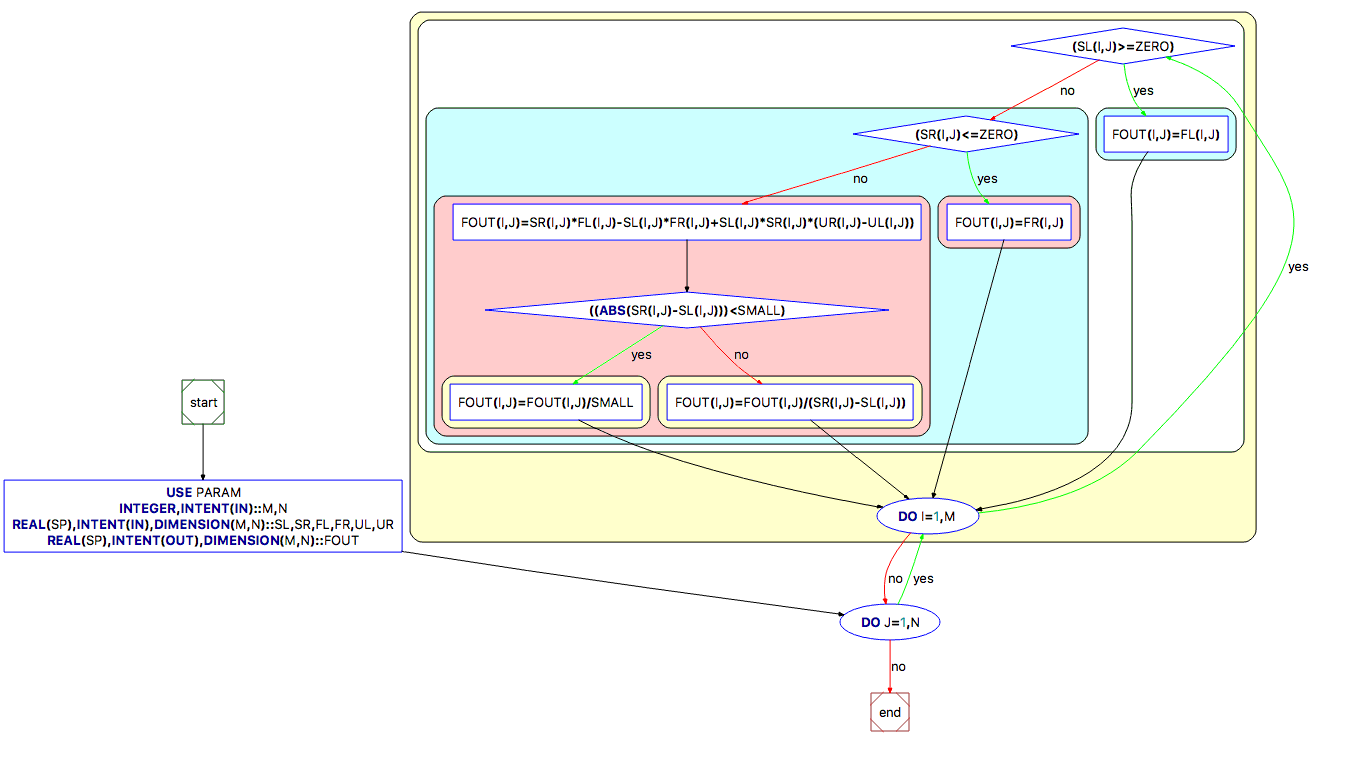 (SL(I,J)>=ZERO)
no
yes
(SR(I,J)<=ZERO)
FOUT(I,J)=FL(I,J)
no
yes
FOUT(I,J)=SR(I,J)*FL(I,J)-SL(I,J)*FR(I,J)+SL(I,J)*SR(I,J)*(UR(I,J)-UL(I,J))
FOUT(I,J)=FR(I,J)
yes
((ABS(SR(I,J)-SL(I,J)))<SMALL)
yes
no
start
FOUT(I,J)=FOUT(I,J)/SMALL
FOUT(I,J)=FOUT(I,J)/(SR(I,J)-SL(I,J))
USE PARAM
INTEGER,INTENT(IN)::M,N
REAL(SP),INTENT(IN),DIMENSION(M,N)::SL,SR,FL,FR,UL,UR
REAL(SP),INTENT(OUT),DIMENSION(M,N)::FOUT
DO I=1,M
no
yes
DO J=1,N
no
end